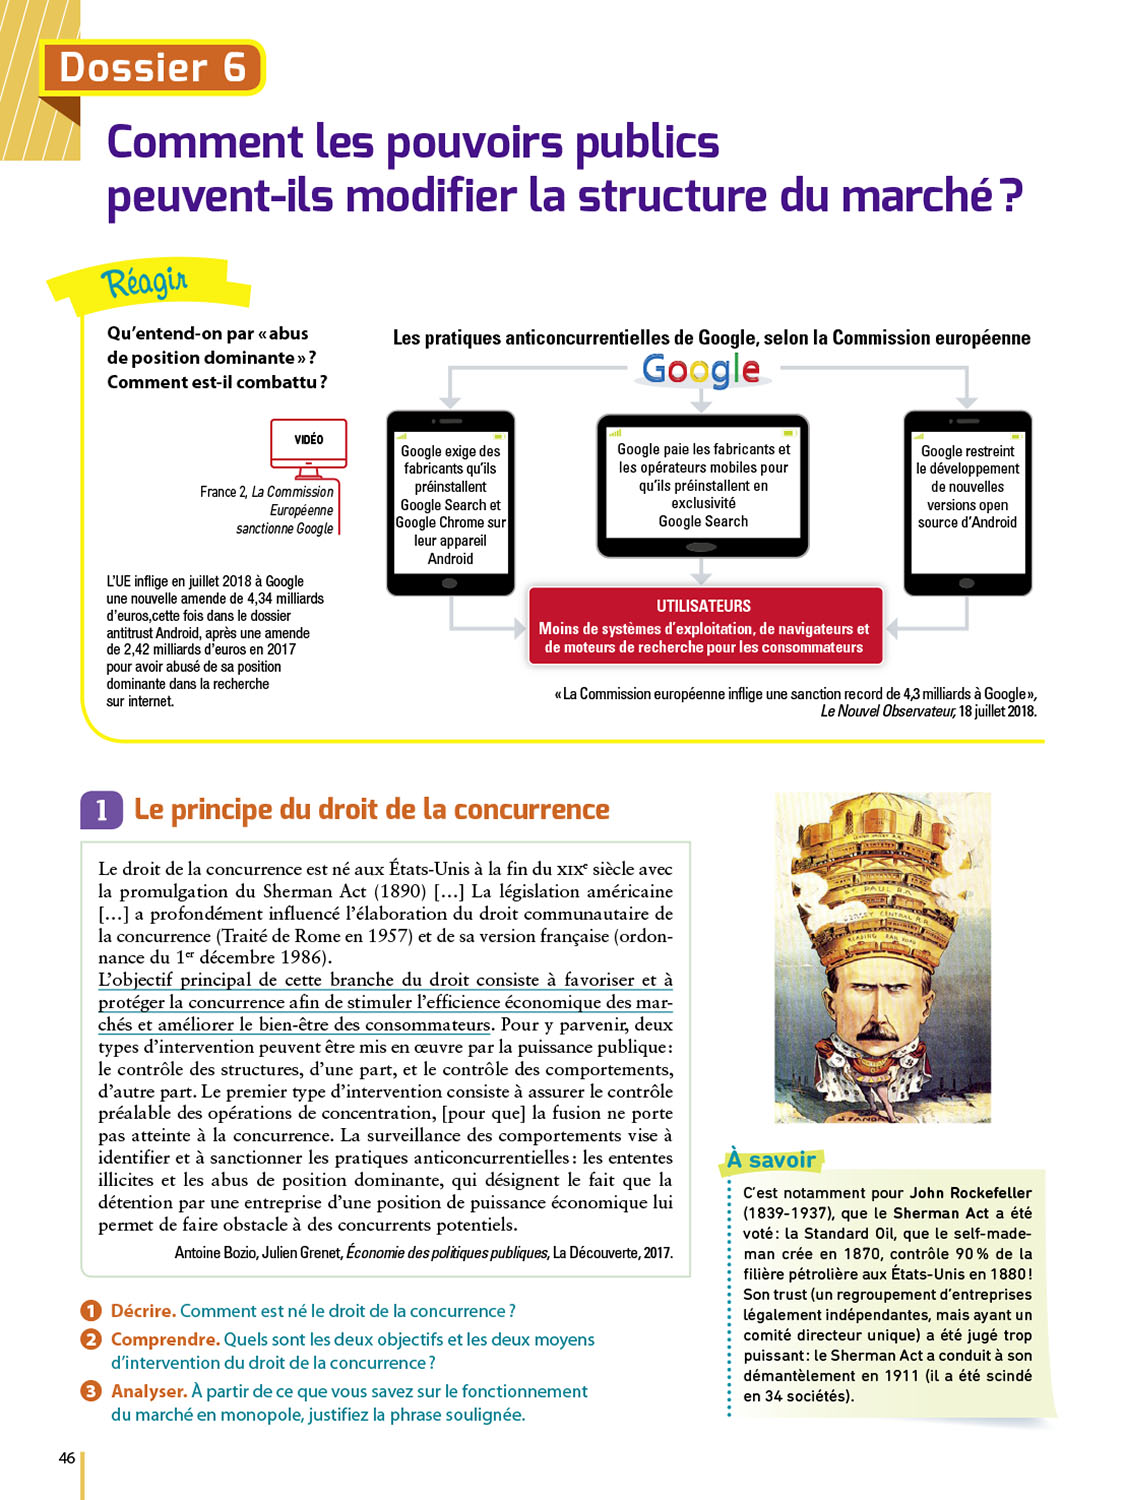 Dossier 6
Comment les pouvoirs publics
peuvent-ils modifier la structure du marché ?
Réagir
Qu'entend-on par « abus
de position dominante » ?
Comment est-il combattu ?
VIDÉO
France 2, La Commission
Européenne
sanctionne Google
L'UE inflige en juillet 2018 à Google
une nouvelle amende de 4,34 milliards
d'euros,cette fois dans le dossier
antitrust Android, après une amende
de 2,42 milliards d'euros en 2017
pour avoir abusé de sa position
dominante dans la recherche
sur internet.
Les pratiques anticoncurrentielles de Google, selon la Commission européenne
Google
Google exige des
fabricants qu'ils
préinstallent
Google Search et
Google Chrome sur
leur appareil
Android
Google paie les fabricants et
les opérateurs mobiles pour
qu'ils préinstallent en
exclusivité
Google Search
Google restreint
le développement
de nouvelles
versions open
source d'Android
UTILISATEURS
Moins de systèmes d'exploitation, de navigateurs et
de moteurs de recherche pour les consommateurs
« La Commission européenne inflige une sanction record de 4,3 milliards à Google »,
Le Nouvel Observateur, 18 juillet 2018.
1 Le principe du droit de la concurrence
Le droit de la concurrence est né aux États-Unis à la fin du XIXe siècle avec
la promulgation du Sherman Act (1890) […] La législation américaine
[…] a profondément influencé l'élaboration du droit communautaire de
la concurrence (Traité de Rome en 1957) et de sa version française (ordon-
nance du 1er décembre 1986).
L'objectif principal de cette branche du droit consiste à favoriser et à
protéger la concurrence afin de stimuler l'efficience économique des mar-
chés et améliorer le bien-être des consommateurs. Pour y parvenir, deux
types d'intervention peuvent être mis en œuvre par la puissance publique :
le contrôle des structures, d'une part, et le contrôle des comportements,
d'autre part. Le premier type d'intervention consiste à assurer le contrôle
préalable des opérations de concentration, [pour que] la fusion ne porte
pas atteinte à la concurrence. La surveillance des comportements vise à
identifier et à sanctionner les pratiques anticoncurrentielles : les ententes
illicites et les abus de position dominante, qui désignent le fait que la
détention par une entreprise d'une position de puissance économique lui
permet de faire obstacle à des concurrents potentiels.
Antoine Bozio, Julien Grenet, Économie des politiques publiques, La Découverte, 2017.
1 Décrire. Comment est né le droit de la concurrence ?
2 Comprendre. Quels sont les deux objectifs et les deux moyens
d'intervention du droit de la concurrence ?
3 Analyser. À partir de ce que vous savez sur le fonctionnement
du marché en monopole, justifiez la phrase soulignée.
ST PAUL R.R.
JERSEY CENTRAL R.R.
READING RAIL ROAD
À savoir
C'est notamment pour John Rockefeller
(1839-1937), que le Sherman Act a été
voté : la Standard Oil, que le self-made-
man crée en 1870, contrôle 90 % de la
filière pétrolière aux États-Unis en 1880 !
Son trust (un regroupement d'entreprises
légalement indépendantes, mais ayant un
comité directeur unique) a été jugé trop
puissant : le Sherman Act a conduit à son
démantèlement en 1911 (il a été scindé
en 34 sociétés).
46